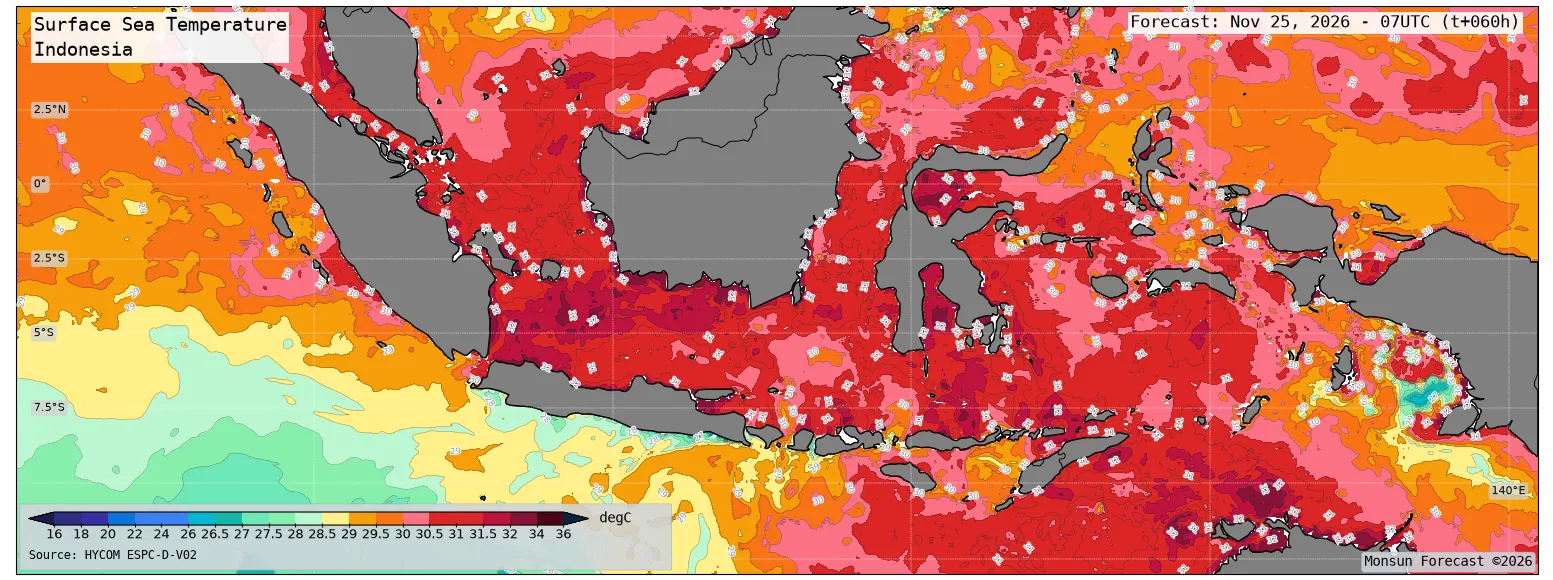 Surface Sea Temperature
Indonesia
Forecast: Nov 25, 2026 - 07UTC (t+060h)
2.5°N
0°
2.5°S
5°S
7.5°S
140°E
degC
16 18 20 22 24 26 26.5 27 27.5 28 28.5 29 29.5 30 30.5 31 31.5 32 34 36
Source: HYCOM ESPC-D-V02
Monsun Forecast ©2026